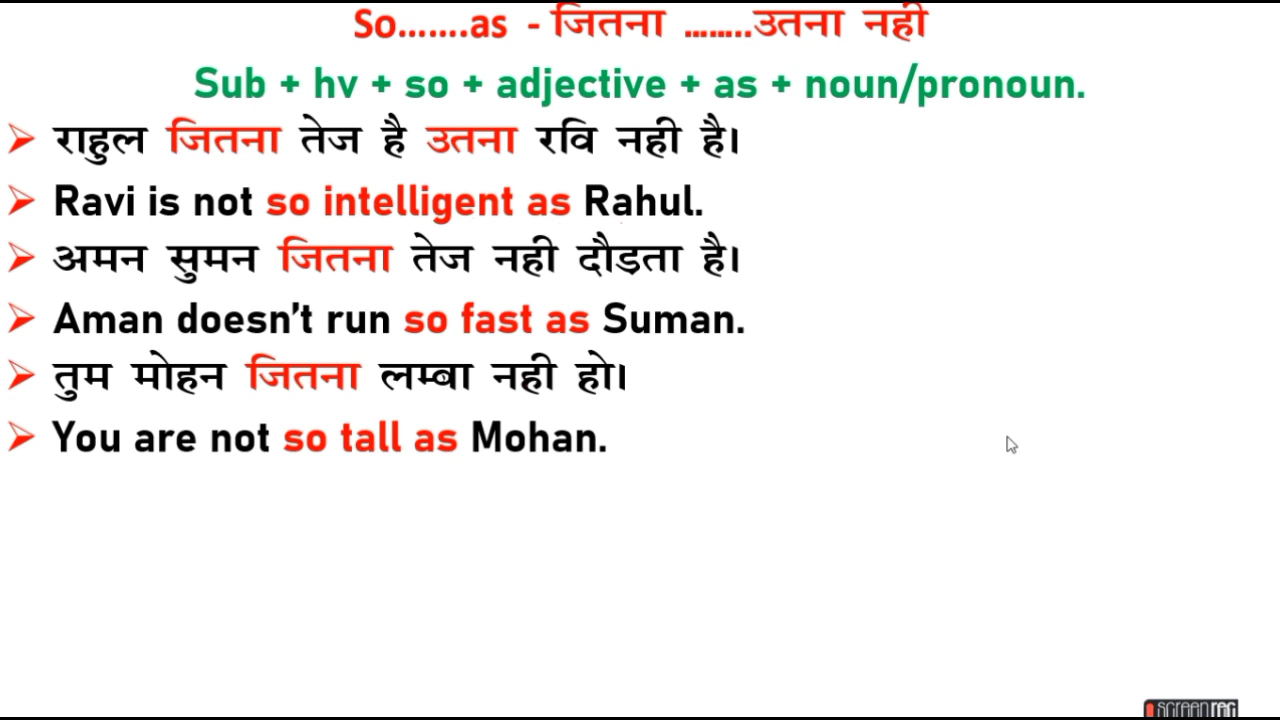 So.......as - जितना ........उतना नही
Sub + hv + so + adjective + as + noun/pronoun.
राहुल जितना तेज है उतना रवि नही है।
Ravi is not so intelligent as Rahul.
अमन सुमन जितना तेज नही दौड़ता है।
Aman doesn't run so fast as Suman.
तुम मोहन जितना लम्बा नही हो।
You are not so tall as Mohan.